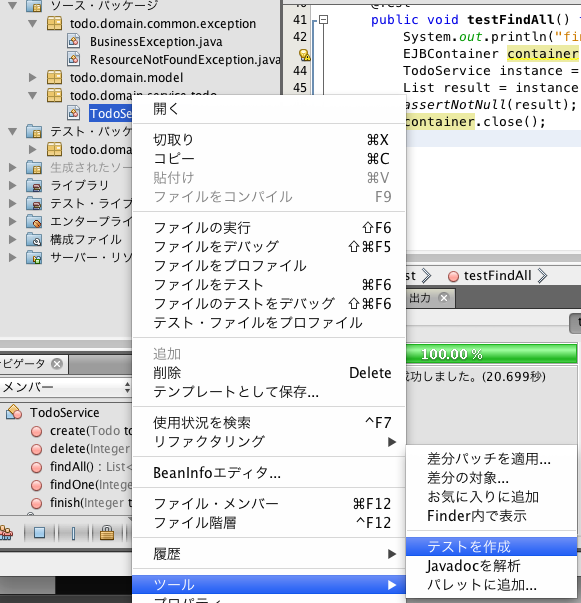 ソース・パッケージ
todo.domain.common.exception
BusinessException.java
ResourceNotFoundException.java
todo.domain.model
todo.domain.service.todo
TodoSe
テスト・パッケ
todo.doma
生成されたソー
ライブラリ
テスト・ライブ
エンタープライ
構成ファイル
サーバー・リソ
ナビゲータ
メンバー
TodoService
create(Todo to
delete(Integer
findAll() : List<
findOne(Intege
finish(Integer t
40 @Test
41 public void testFindAll() t
42 System.out.println("fin
EJBContainer container
44 TodoService instance =
45 List result = instance
assertNotNull(result);
container.close();
st
testFindAll
出力
100.00 %
成功しました。(20.699秒)
開く
切取り ⌘X
コピー ⌘C
貼付け ⌘V
ファイルをコンパイル F9
ファイルの実行 ⇧F6
ファイルをデバッグ ⇧⌘F5
ファイルをプロファイル
ファイルをテスト ⌘F6
ファイルのテストをデバッグ ⇧⌘F6
テスト・ファイルをプロファイル
追加
削除 Delete
テンプレートとして保存...
使用状況を検索 ^F7
リファクタリング
BeanInfoエディタ...
ファイル・メンバー ⌘F12
ファイル階層 ^F12
履歴
ツール
プロパティ
差分パッチを適用...
差分の対象...
お気に入りに追加
Finder内で表示
テストを作成
Javadocを解析
パレットに追加...